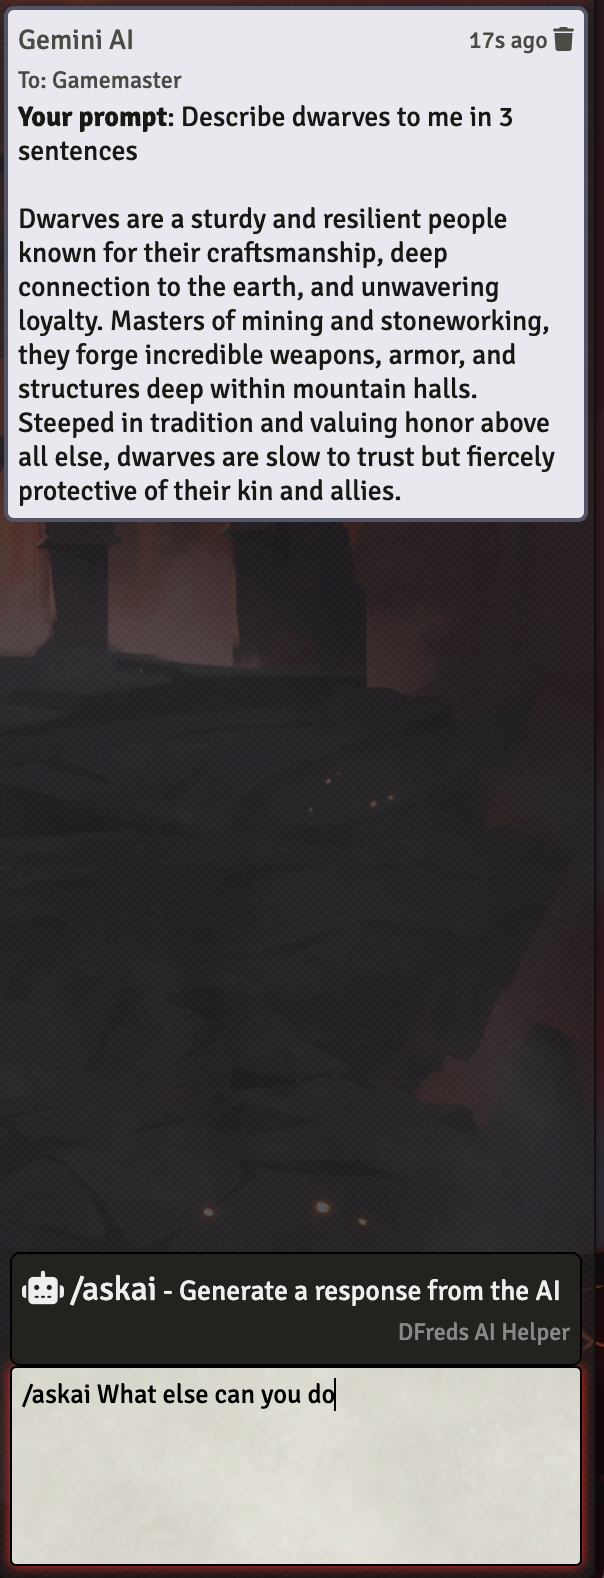 Gemini AI
17s ago
To: Gamemaster
Your prompt: Describe dwarves to me in 3
sentences
Dwarves are a sturdy and resilient people
known for their craftsmanship, deep
connection to the earth, and unwavering
loyalty. Masters of mining and stoneworking,
they forge incredible weapons, armor, and
structures deep within mountain halls.
Steeped in tradition and valuing honor above
all else, dwarves are slow to trust but fiercely
protective of their kin and allies.
/askai - Generate a response from the AI
DFreds AI Helper
/askai What else can you do